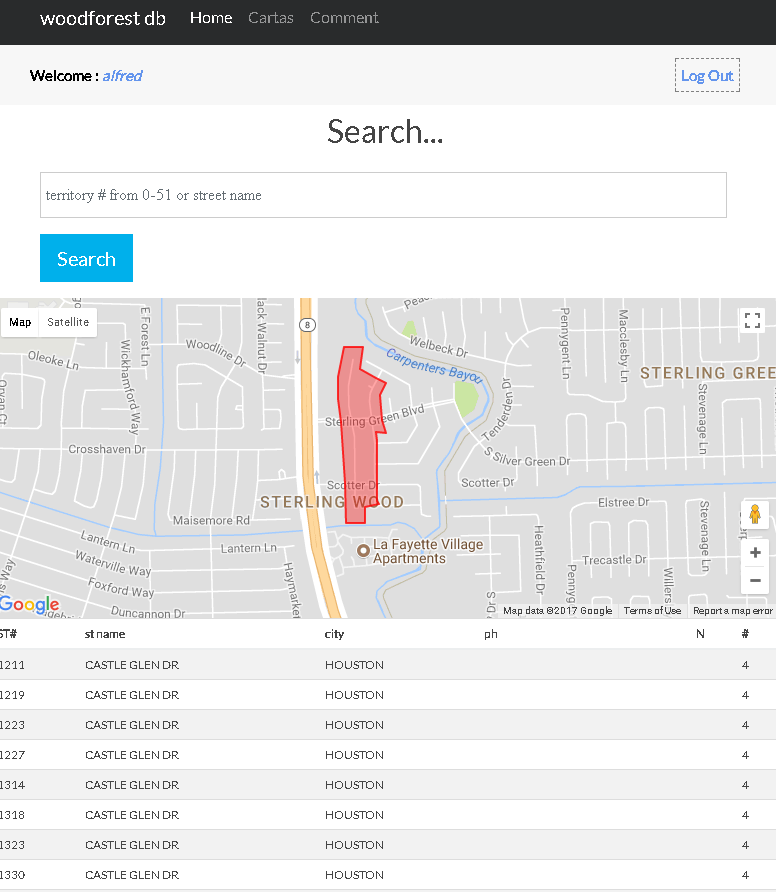 woodforest db Home Cartas Comment
Welcome : alfred Log Out
Search...
territory # from 0-51 or street name
Search
Map Satellite
8
Oleoke Ln
E Forest Ln
Wickhamford Way
Woodline Dr
lack Walnut Dr
Welbeck Dr
Carpenters Bayou
Pennygent Ln
Maclesby Ln
STERLING GREE
Stevenage Ln
Sterling Green Blvd
Tenderden Dr
Crosshaven Dr
S Silver Green Dr
Scotter Dr
Scotter Dr
STERLING WOOD
Elstree Dr
Maisemore Rd
Lantern Ln
Lantern Ln
La Fayette Village
Apartments
Waterville Way
Foxford Way
Duncannon Dr
Haymarket
Heathfield Dr
Trecastle Dr
Stevenage Ln
Google
Map data ©2017 Google Terms of Use Report a map error
ST# st name city ph N #
1211 CASTLE GLEN DR HOUSTON 4
1219 CASTLE GLEN DR HOUSTON 4
1223 CASTLE GLEN DR HOUSTON 4
1227 CASTLE GLEN DR HOUSTON 4
1314 CASTLE GLEN DR HOUSTON 4
1318 CASTLE GLEN DR HOUSTON 4
1323 CASTLE GLEN DR HOUSTON 4
1330 CASTLE GLEN DR HOUSTON 4